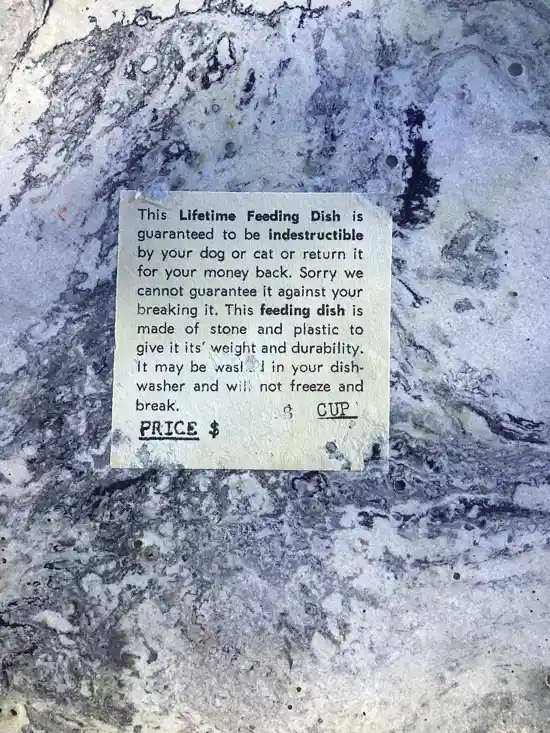 This Lifetime Feeding Dish is
guaranteed to be indestructible
by your dog or cat or return it
for your money back. Sorry we
cannot guarantee it against your
breaking it. This feeding dish is
made of stone and plastic to
give it its' weight and durability.
It may be in your dish-
washer and will not freeze and
break.
CUP
PRICE $